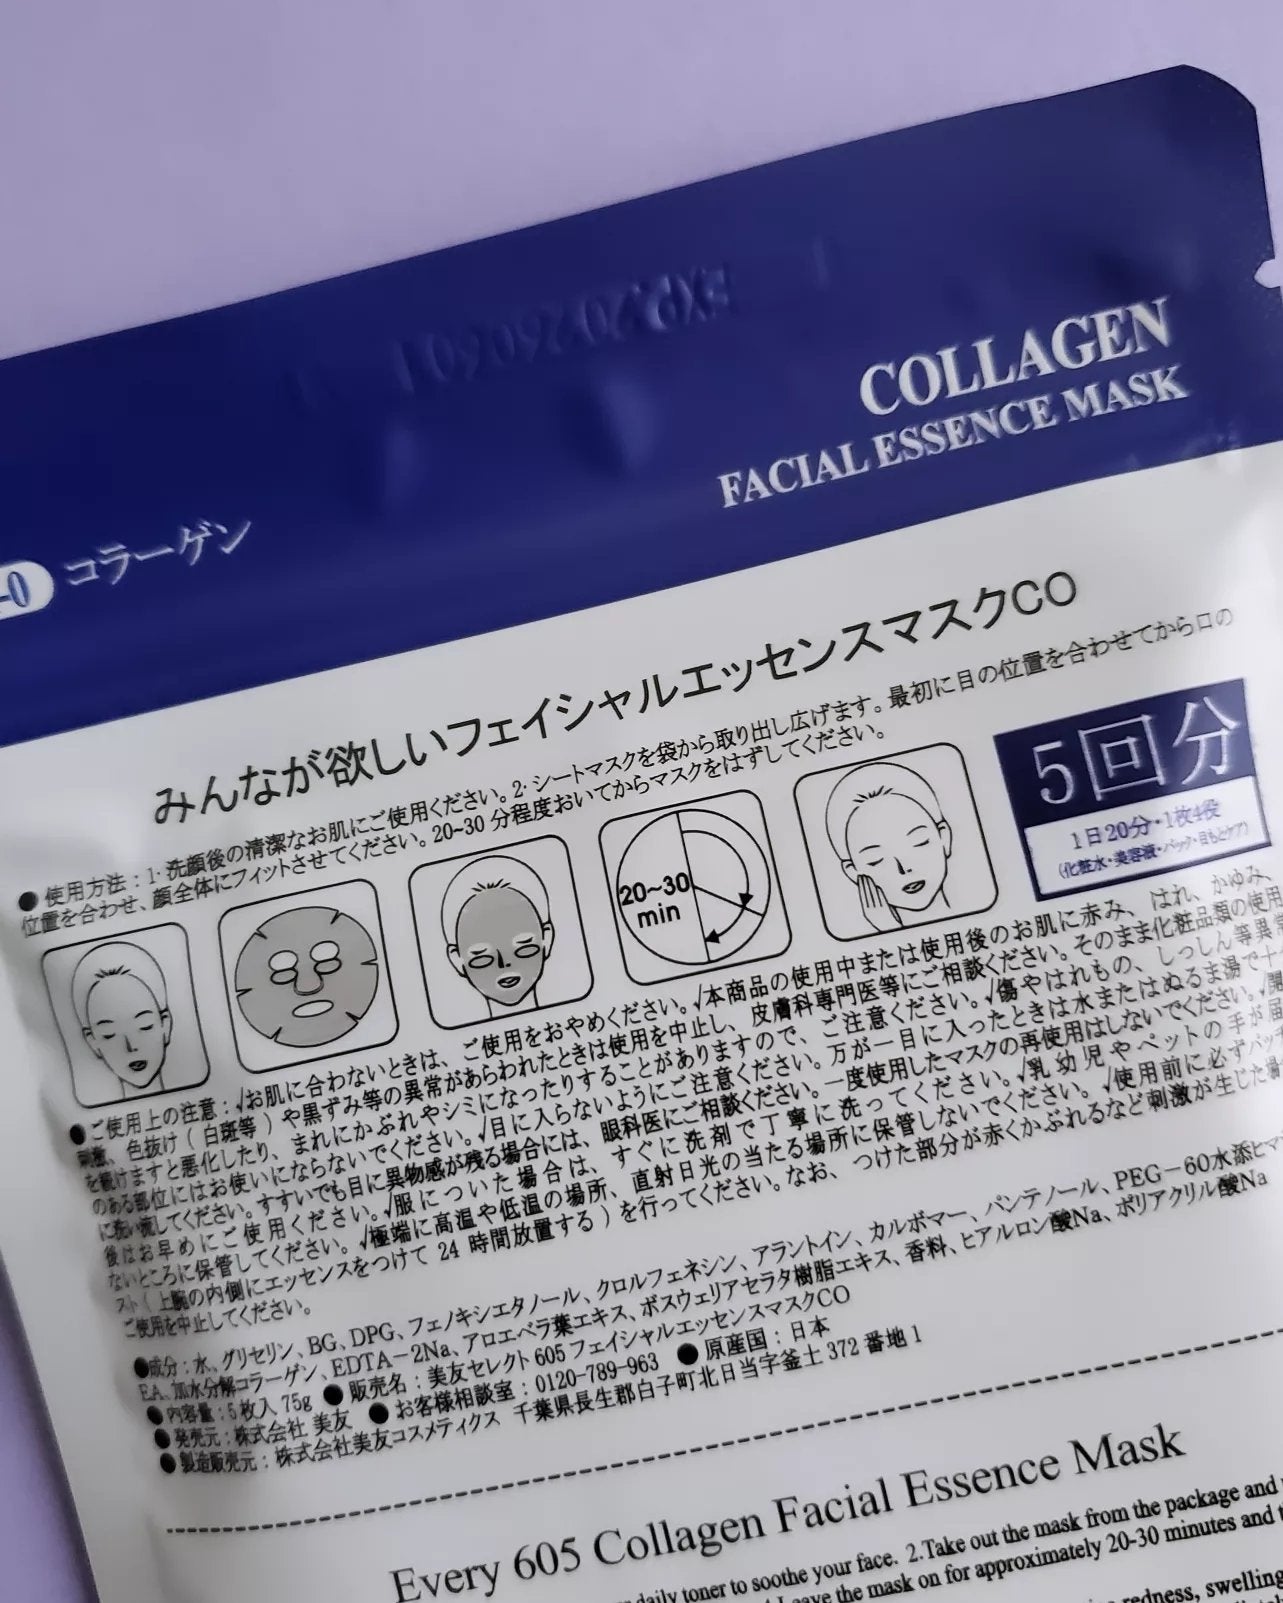 COLLAGEN
FACIAL ESSENCE MASK
-0 コラーゲン
みんなが欲しいフェイシャルエッセンスマスクCO
●使用方法：1・洗顔後の清潔なお肌にご使用ください。2・シートマスクを袋から取り出し広げます。最初に目の位置を合わせてから口の
位置を合わせ、顔全体にフィットさせてください。20~30 分程度おいてからマスクをはずしてください。
20~30
min
5回分
1日20分・1枚4役
(化粧水・美容液・パック・目もとケア)
●ご使用上の注意：√お肌に合わないときは、ご使用をおやめください。√本商品の使用中または使用後のお肌に赤み、はれ、かゆみ、
刺激、色抜け（白斑等）や黒ずみ等の異常があらわれたときは使用を中止し、皮膚科専門医等にご相談ください。そのまま化粧品類の使用
を続けますと悪化したり、まれにかぶれやシミになったりすることがありますので、ご注意ください。√傷やはれもの、しっしん等異常
のある部位にはお使いにならないでください。√目に入らないようにご注意ください。万が一目に入ったときは水またはぬるま湯で十
に洗い流してください。すすいでも目に異物感が残る場合には、眼科医にご相談ください。一度使用したマスクの再使用はしないでください。√開
後はお早めにご使用ください。√服についた場合は、すぐに洗剤で丁寧に洗ってください。√乳幼児やペットの手が届
ないところに保管してください。√極端に高温や低温の場所、直射日光の当たる場所に保管しないでください。√使用前に必ずパッチ
スト（上腕の内側にエッセンスをつけて 24 時間放置する）を行ってください。なお、つけた部分が赤くかぶれるなど刺激が生じた場
ご使用を中止してください。
●成分：水、グリセリン、BG、DPG、フェノキシエタノール、クロルフェネシン、アラントイン、カルボマー、パンテノール、PEG－60水添ヒマ
EA、加水分解コラーゲン、EDTA－2Na、アロエベラ葉エキス、ボスウェリアセラタ樹脂エキス、香料、ヒアルロン酸Na、ポリアクリル酸Na
●内容量：5枚入 75g ●販売名：美友セレクト605フェイシャルエッセンスマスクCO
●発売元：株式会社 美友 ●お客様相談室：0120-789-963 ●原産国：日本
●製造販売元：株式会社美友コスメティクス 千葉県長生郡白子町北日当字釜土372番地1
Every 605 Collagen Facial Essence Mask
daily toner to soothe your face. 2.Take out the mask from the package and
Leave the mask on for approximately 20-30 minutes and
redness, swelling